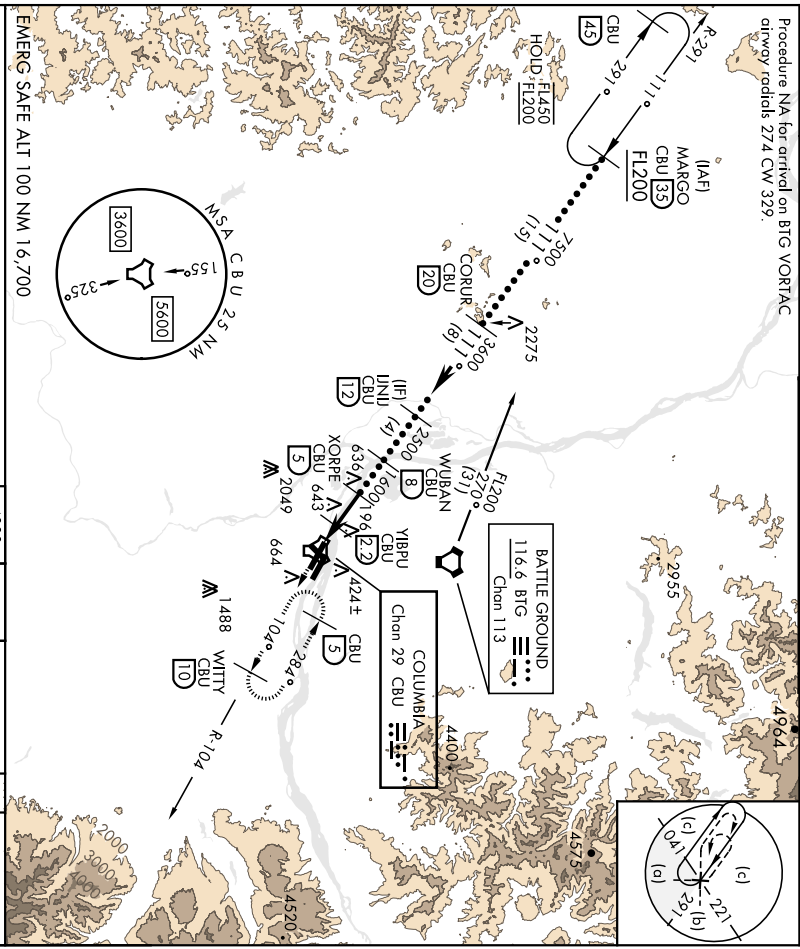 Procedure NA for arrival on BTG VORTAC
airway radials 274 CW 329.
R-291
CBU
45
291
111
HOLD FL450
FL200
(IAF)
MARGO
CBU 35
FL200
7500
111
(15)
CORUR
CBU
20
2275
3600
111
(8)
(IF)
IJNIJ
CBU
12
2500
(4)
WUBAN
CBU
8
FL200
270
(31)
1600
XORPE
CBU
5
636
643
196
YIBPU
CBU
2.2
2049
664
424±
1488
104
284
CBU
5
WITTY
CBU
10
R-104
BATTLE GROUND
116.6 BTG
Chan 113
COLUMBIA
Chan 29 CBU
2955
4964
4400
4575
4520
2000
3000
MSA CBU 25 NM
155
3600
5600
325
EMERG SAFE ALT 100 NM 16,700
(c)
(c)
041
(a)
291
(b)
221